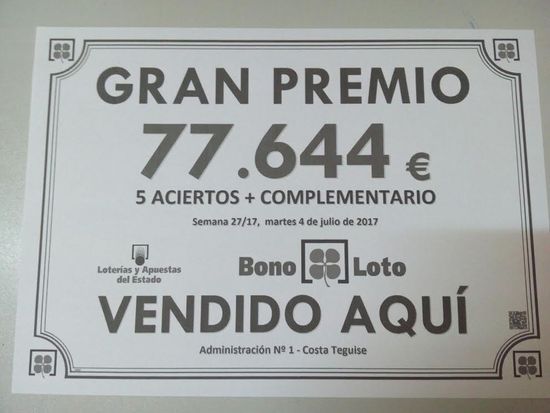 GRAN PREMIO
77.644 €
5 ACIERTOS + COMPLEMENTARIO
Semana 27/17, martes 4 de julio de 2017
Loterías y Apuestas
del Estado
Bono Loto
VENDIDO AQUÍ
Administración Nº 1 - Costa Teguise